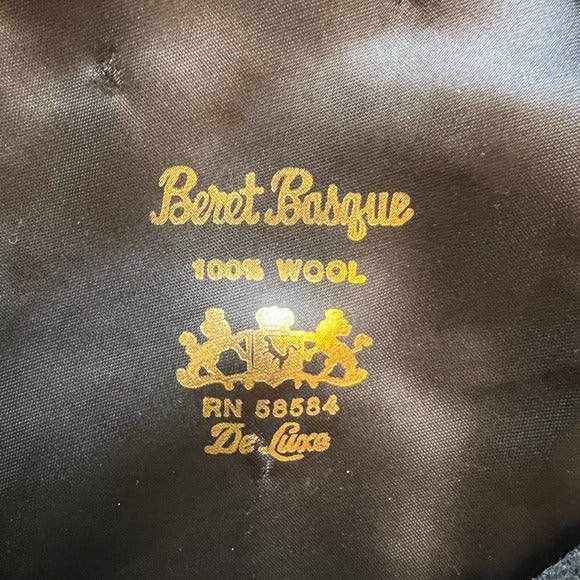 Beret Basque
100% WOOL
RN 58584
De Luxe